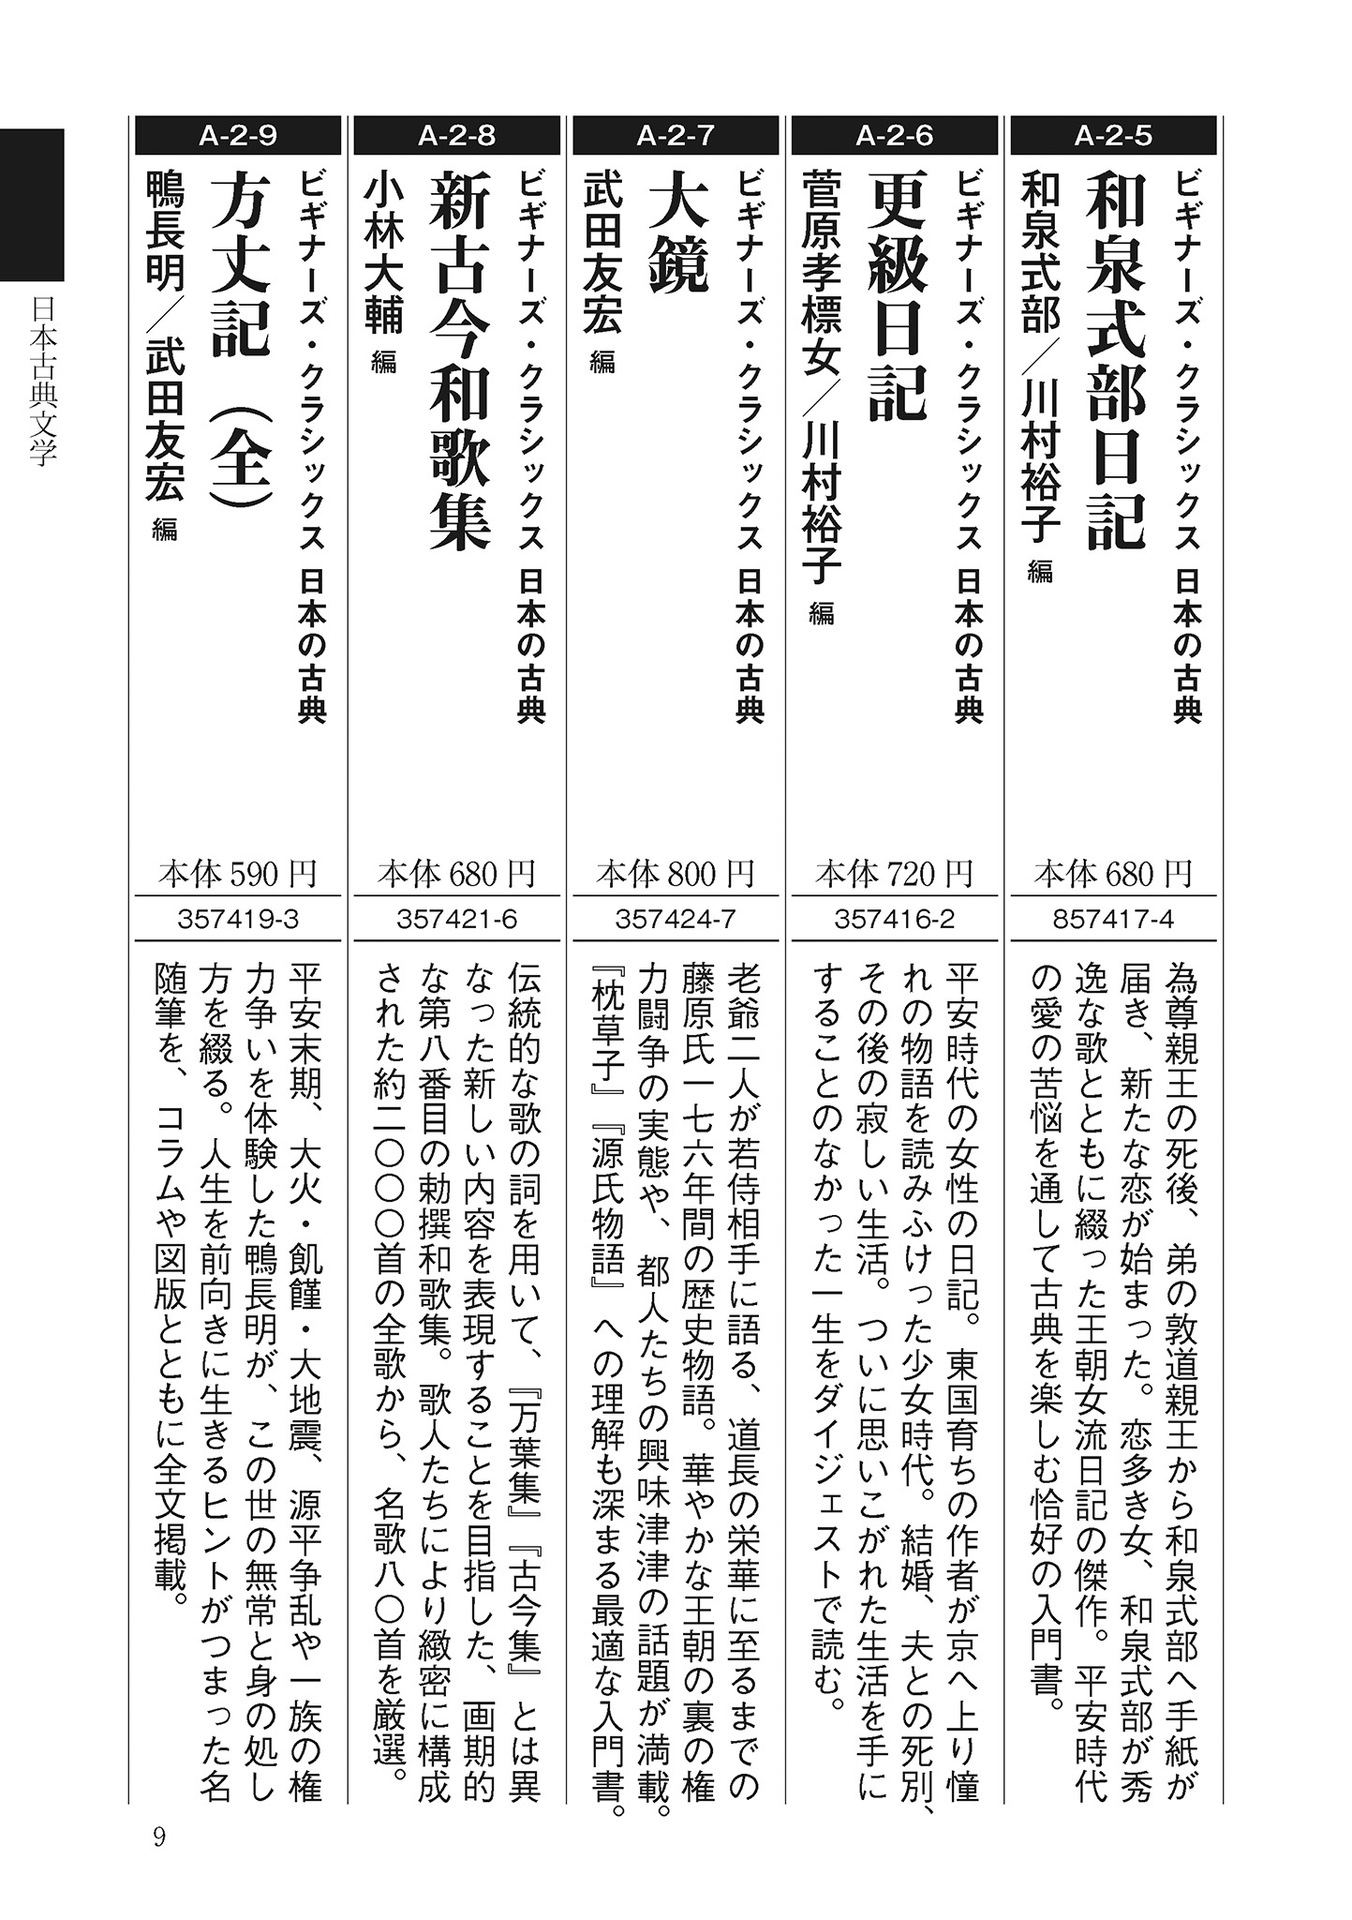 A-2-5
ビギナーズ・クラシックス 日本の古典
和泉式部日記
和泉式部／川村裕子 編
本体 680 円
857417-4
為尊親王の死後、弟の敦道親王から和泉式部へ手紙が
届き、新たな恋が始まった。恋多き女、和泉式部が秀
逸な歌とともに綴った王朝女流日記の傑作。平安時代
の愛の苦悩を通して古典を楽しむ恰好の入門書。
A-2-6
ビギナーズ・クラシックス 日本の古典
更級日記
菅原孝標女／川村裕子 編
本体 720 円
357416-2
平安時代の女性の日記。東国育ちの作者が京へ上り憧
れの物語を読みふけった少女時代。結婚、夫との死別、
その後の寂しい生活。ついに思いこがれた生活を手に
することのなかった一生をダイジェストで読む。
A-2-7
ビギナーズ・クラシックス 日本の古典
大鏡
武田友宏 編
本体 800 円
357424-7
老爺二人が若侍相手に語る、道長の栄華に至るまでの
藤原氏一七六年間の歴史物語。華やかな王朝の裏の権
力闘争の実態や、都人たちの興味津津の話題が満載。
『枕草子』『源氏物語』への理解も深まる最適な入門書。
A-2-8
ビギナーズ・クラシックス 日本の古典
新古今和歌集
小林大輔 編
本体 680 円
357421-6
伝統的な歌の詞を用いて、『万葉集』『古今集』とは異
なった新しい内容を表現することを目指した、画期的
な第八番目の勅撰和歌集。歌人たちにより緻密に構成
された約二〇〇〇首の全歌から、名歌八〇首を厳選。
A-2-9
ビギナーズ・クラシックス 日本の古典
方丈記（全）
鴨長明／武田友宏 編
本体 590 円
357419-3
平安末期、大火・飢饉・大地震、源平争乱や一族の権
力争いを体験した鴨長明が、この世の無常と身の処し
方を綴る。人生を前向きに生きるヒントがつまった名
随筆を、コラムや図版とともに全文掲載。
日本古典文学
9